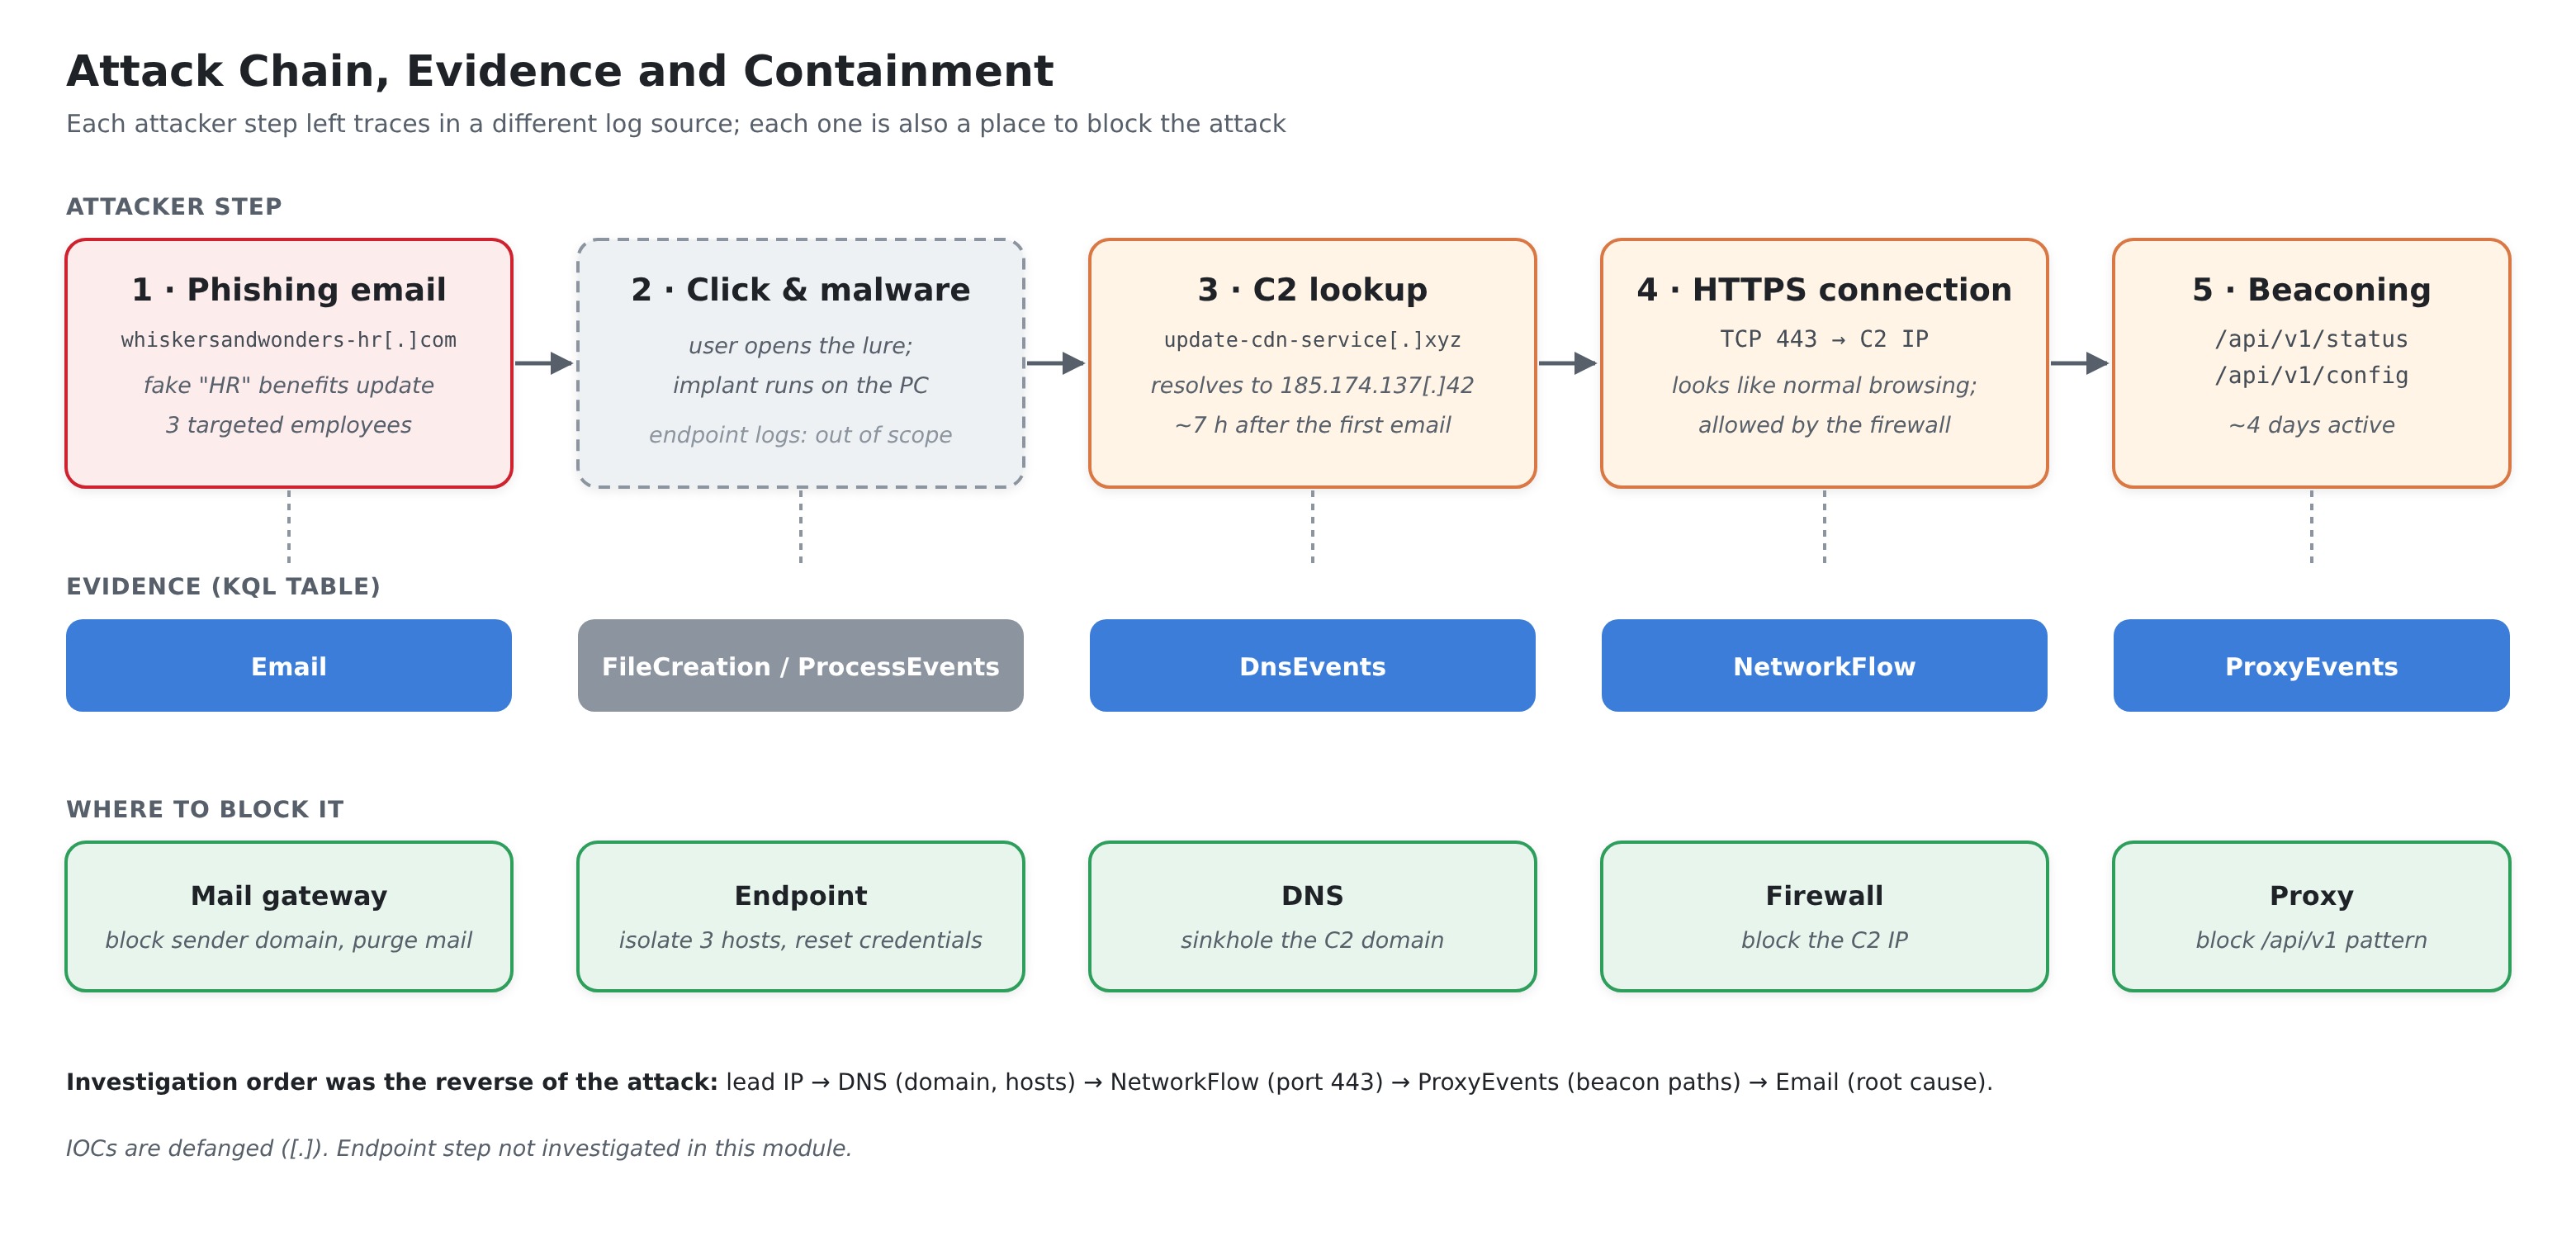 Attack Chain, Evidence and Containment
Each attacker step left traces in a different log source; each one is also a place to block the attack
ATTACKER STEP
1 · Phishing email
whiskersandwonders-hr[.]com
fake "HR" benefits update
3 targeted employees
2 · Click & malware
user opens the lure;
implant runs on the PC
endpoint logs: out of scope
3 · C2 lookup
update-cdn-service[.]xyz
resolves to 185.174.137[.]42
~7 h after the first email
4 · HTTPS connection
TCP 443 → C2 IP
looks like normal browsing;
allowed by the firewall
5 · Beaconing
/api/v1/status
/api/v1/config
~4 days active
EVIDENCE (KQL TABLE)
Email
FileCreation / ProcessEvents
DnsEvents
NetworkFlow
ProxyEvents
WHERE TO BLOCK IT
Mail gateway
block sender domain, purge mail
Endpoint
isolate 3 hosts, reset credentials
DNS
sinkhole the C2 domain
Firewall
block the C2 IP
Proxy
block /api/v1 pattern
Investigation order was the reverse of the attack: lead IP → DNS (domain, hosts) → NetworkFlow (port 443) → ProxyEvents (beacon paths) → Email (root cause).
IOCs are defanged ([.]). Endpoint step not investigated in this module.